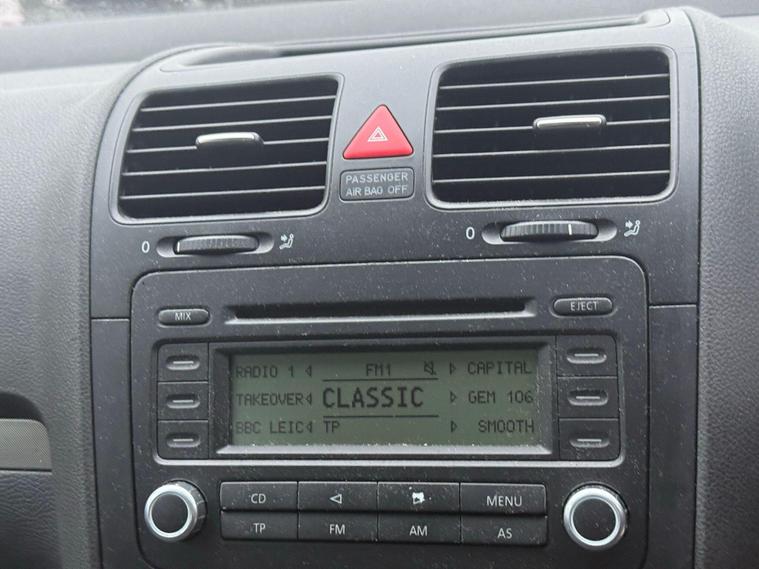 PASSENGER
AIR BAG OFF
0
0
MIX
EJECT
RADIO 1 FM1 CAPITAL
TAKEOVER CLASSIC GEM 106
BBC LEIC TP SMOOTH
CD MENU
TP FM AM AS